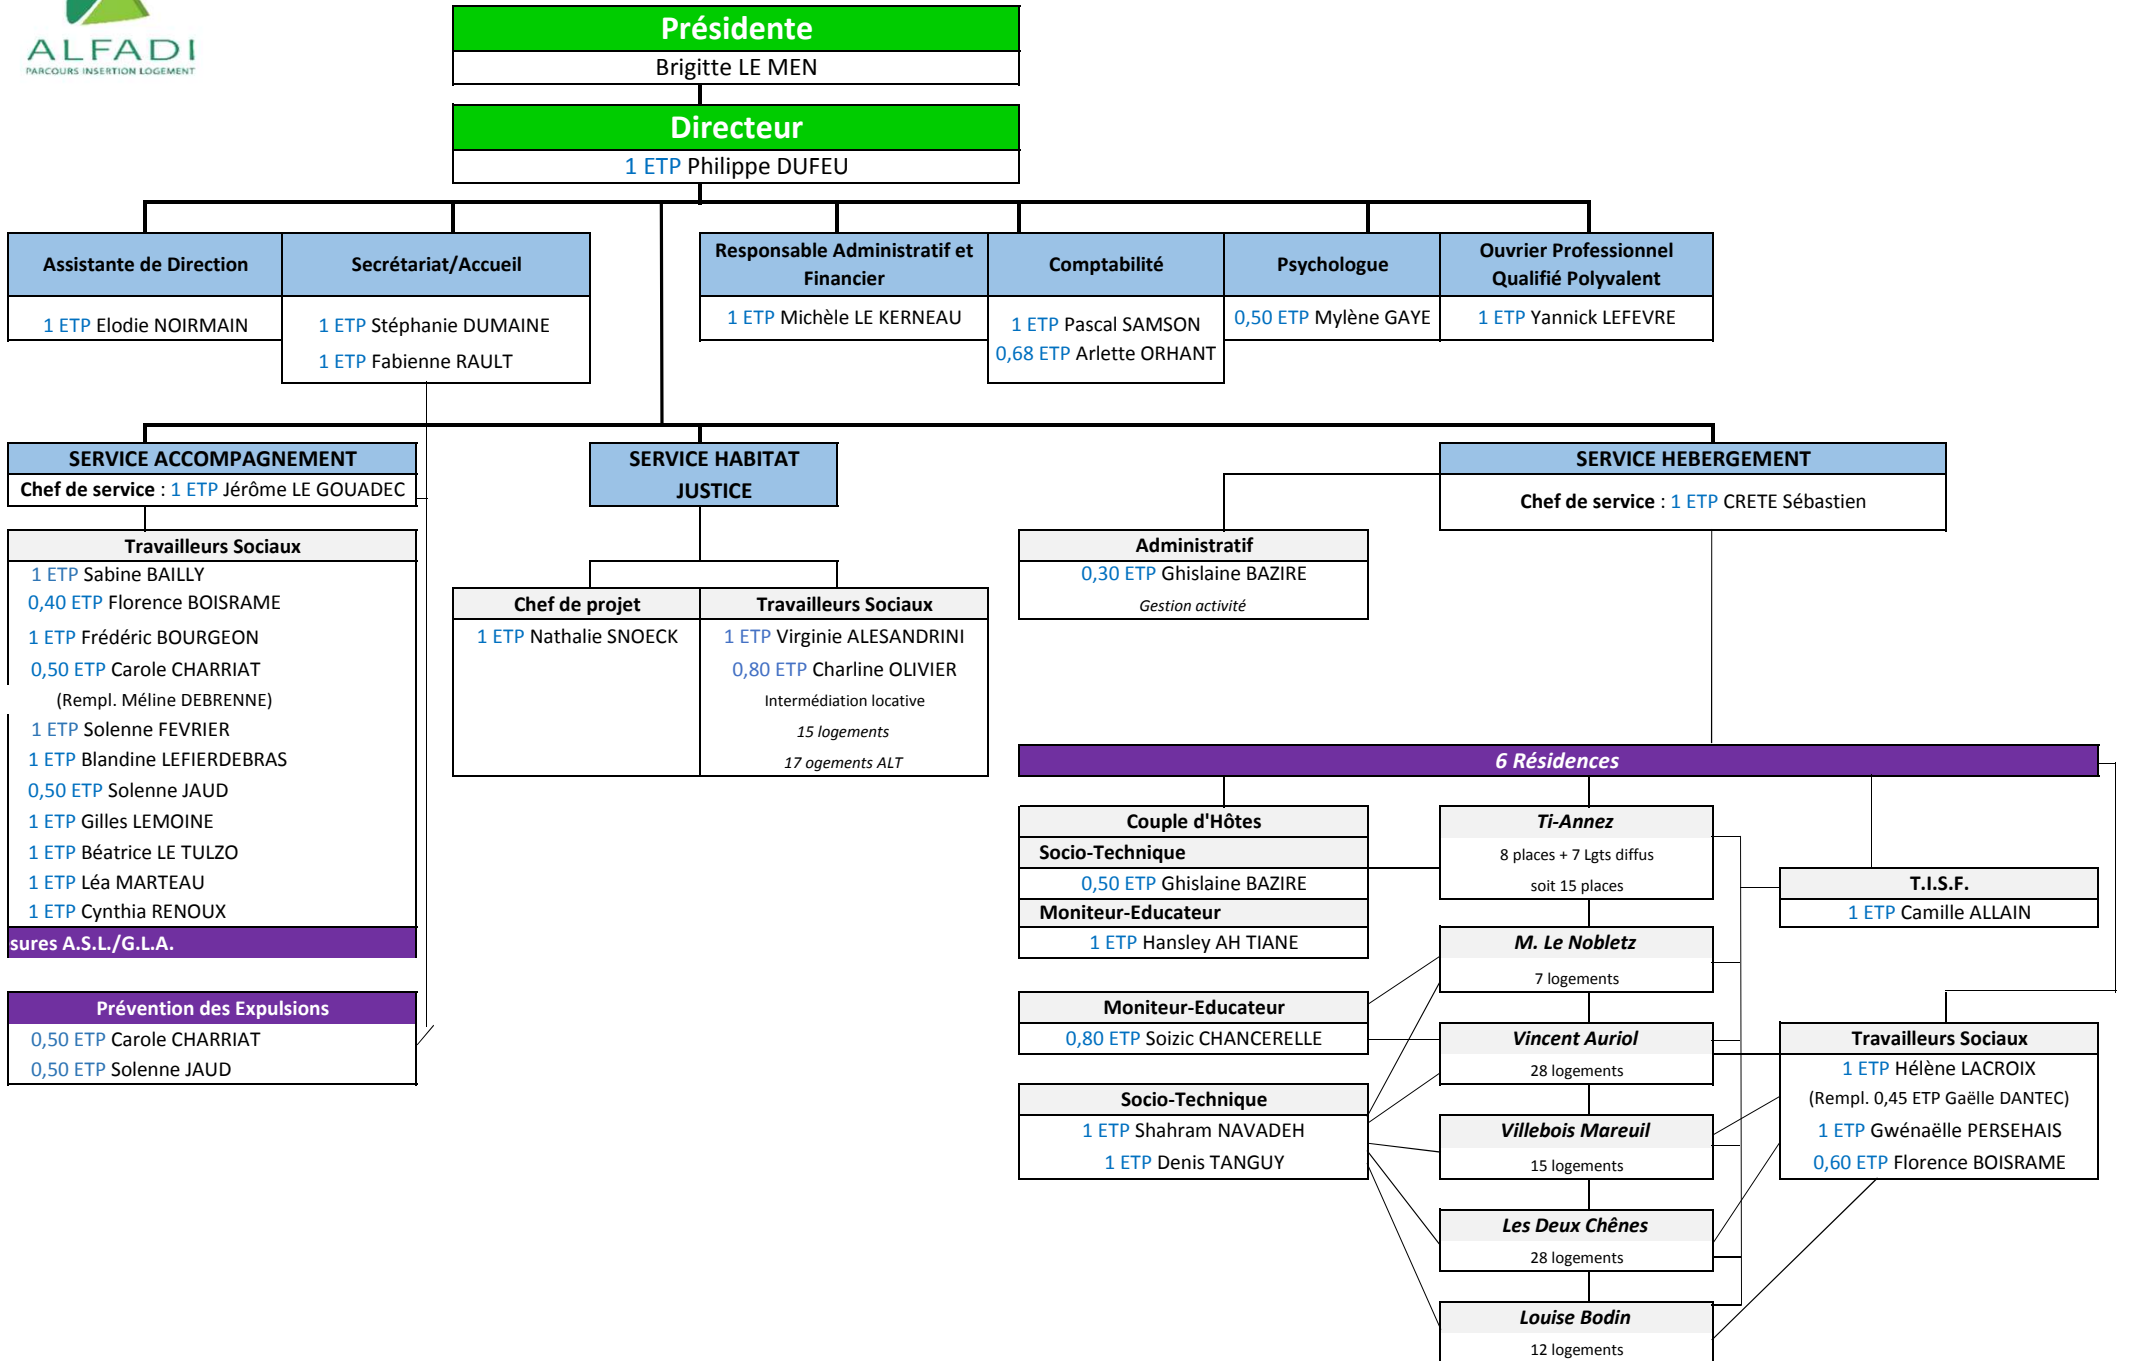 ALFADI
PARCOURS INSERTION LOGEMENT
Présidente
Brigitte LE MEN
Directeur
1 ETP Philippe DUFEU
Assistante de Direction
1 ETP Elodie NOIRMAIN
Secrétariat/Accueil
1 ETP Stéphanie DUMAINE
1 ETP Fabienne RAULT
Responsable Administratif et
Financier
1 ETP Michèle LE KERNEAU
Comptabilité
1 ETP Pascal SAMSON
0,68 ETP Arlette ORHANT
Psychologue
0,50 ETP Mylène GAYE
Ouvrier Professionnel
Qualifié Polyvalent
1 ETP Yannick LEFEVRE
SERVICE ACCOMPAGNEMENT
Chef de service : 1 ETP Jérôme LE GOUADEC
Travailleurs Sociaux
1 ETP Sabine BAILLY
0,40 ETP Florence BOISRAME
1 ETP Frédéric BOURGEON
0,50 ETP Carole CHARRIAT
(Rempl. Méline DEBRENNE)
1 ETP Solenne FEVRIER
1 ETP Blandine LEFIERDEBRAS
0,50 ETP Solenne JAUD
1 ETP Gilles LEMOINE
1 ETP Béatrice LE TULZO
1 ETP Léa MARTEAU
1 ETP Cynthia RENOUX
sures A.S.L./G.L.A.
Prévention des Expulsions
0,50 ETP Carole CHARRIAT
0,50 ETP Solenne JAUD
SERVICE HABITAT
JUSTICE
Chef de projet
1 ETP Nathalie SNOECK
Travailleurs Sociaux
1 ETP Virginie ALESANDRINI
0,80 ETP Charline OLIVIER
Intermédiation locative
15 logements
17 ogements ALT
SERVICE HEBERGEMENT
Chef de service : 1 ETP CRETE Sébastien
Administratif
0,30 ETP Ghislaine BAZIRE
Gestion activité
6 Résidences
Couple d'Hôtes
Socio-Technique
0,50 ETP Ghislaine BAZIRE
Moniteur-Educateur
1 ETP Hansley AH TIANE
Moniteur-Educateur
0,80 ETP Soizic CHANCERELLE
Socio-Technique
1 ETP Shahram NAVADEH
1 ETP Denis TANGUY
Ti-Annez
8 places + 7 Lgts diffus
soit 15 places
M. Le Nobletz
7 logements
Vincent Auriol
28 logements
Villebois Mareuil
15 logements
Les Deux Chênes
28 logements
Louise Bodin
12 logements
T.I.S.F.
1 ETP Camille ALLAIN
Travailleurs Sociaux
1 ETP Hélène LACROIX
(Rempl. 0,45 ETP Gaëlle DANTEC)
1 ETP Gwénaëlle PERSEHAIS
0,60 ETP Florence BOISRAME